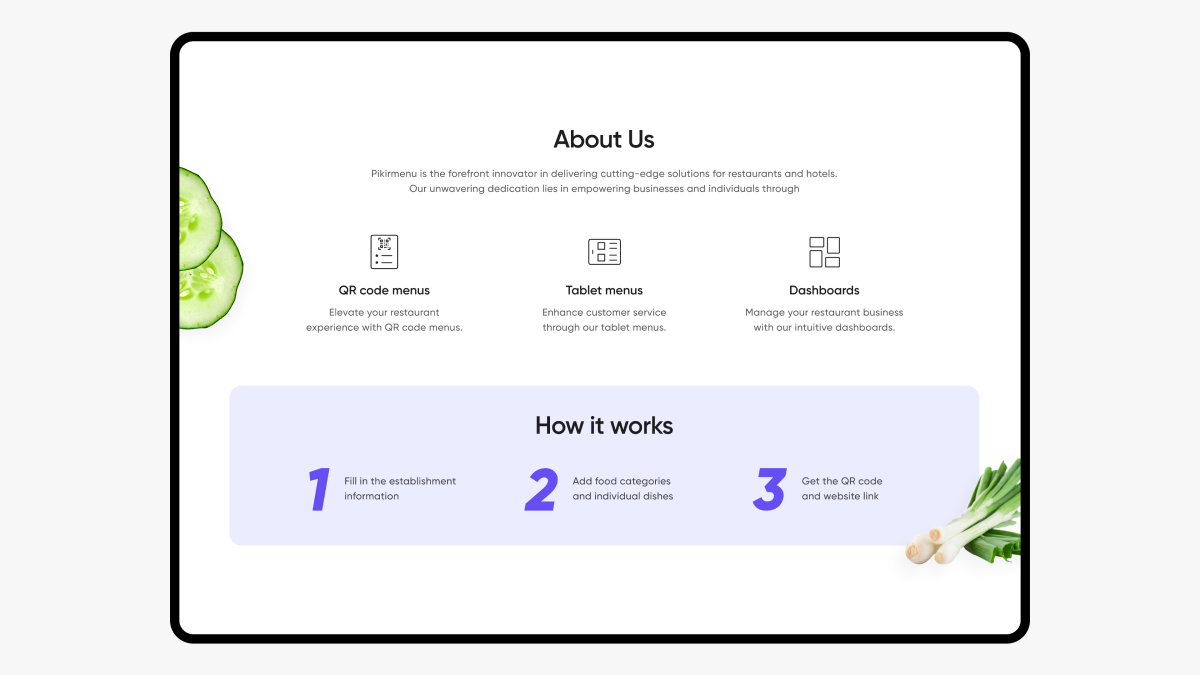 About Us
Pikirmenu is the forefront innovator in delivering cutting-edge solutions for restaurants and hotels.
Our unwavering dedication lies in empowering businesses and individuals through
QR code menus
Elevate your restaurant
experience with QR code menus.
Tablet menus
Enhance customer service
through our tablet menus.
Dashboards
Manage your restaurant business
with our intuitive dashboards.
How it works
1
Fill in the establishment
information
2
Add food categories
and individual dishes
3
Get the QR code
and website link